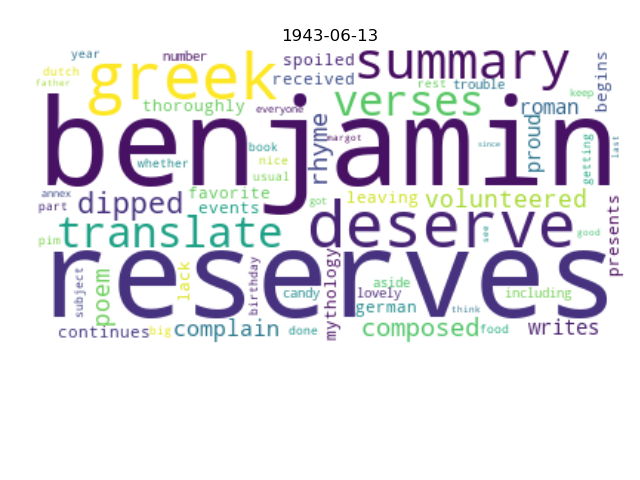 1943-06-13
year
number
spoiled
summary
dutch
father
greek
received
rest
trouble
begins
keep
thoroughly
everyone
verses
roman
benjamin
rhyme
margot
book
proud
since
getting
last
whether
nice
usual
annex
part
dipped
favorite
events
got
leaving
volunteered
presents
pim
translate
deserve
see
good
reserves
subject
poem
lack
birthday
candy
mythology
lovely
aside
german
including
think
continues
big
complain
done
composed
food
writes